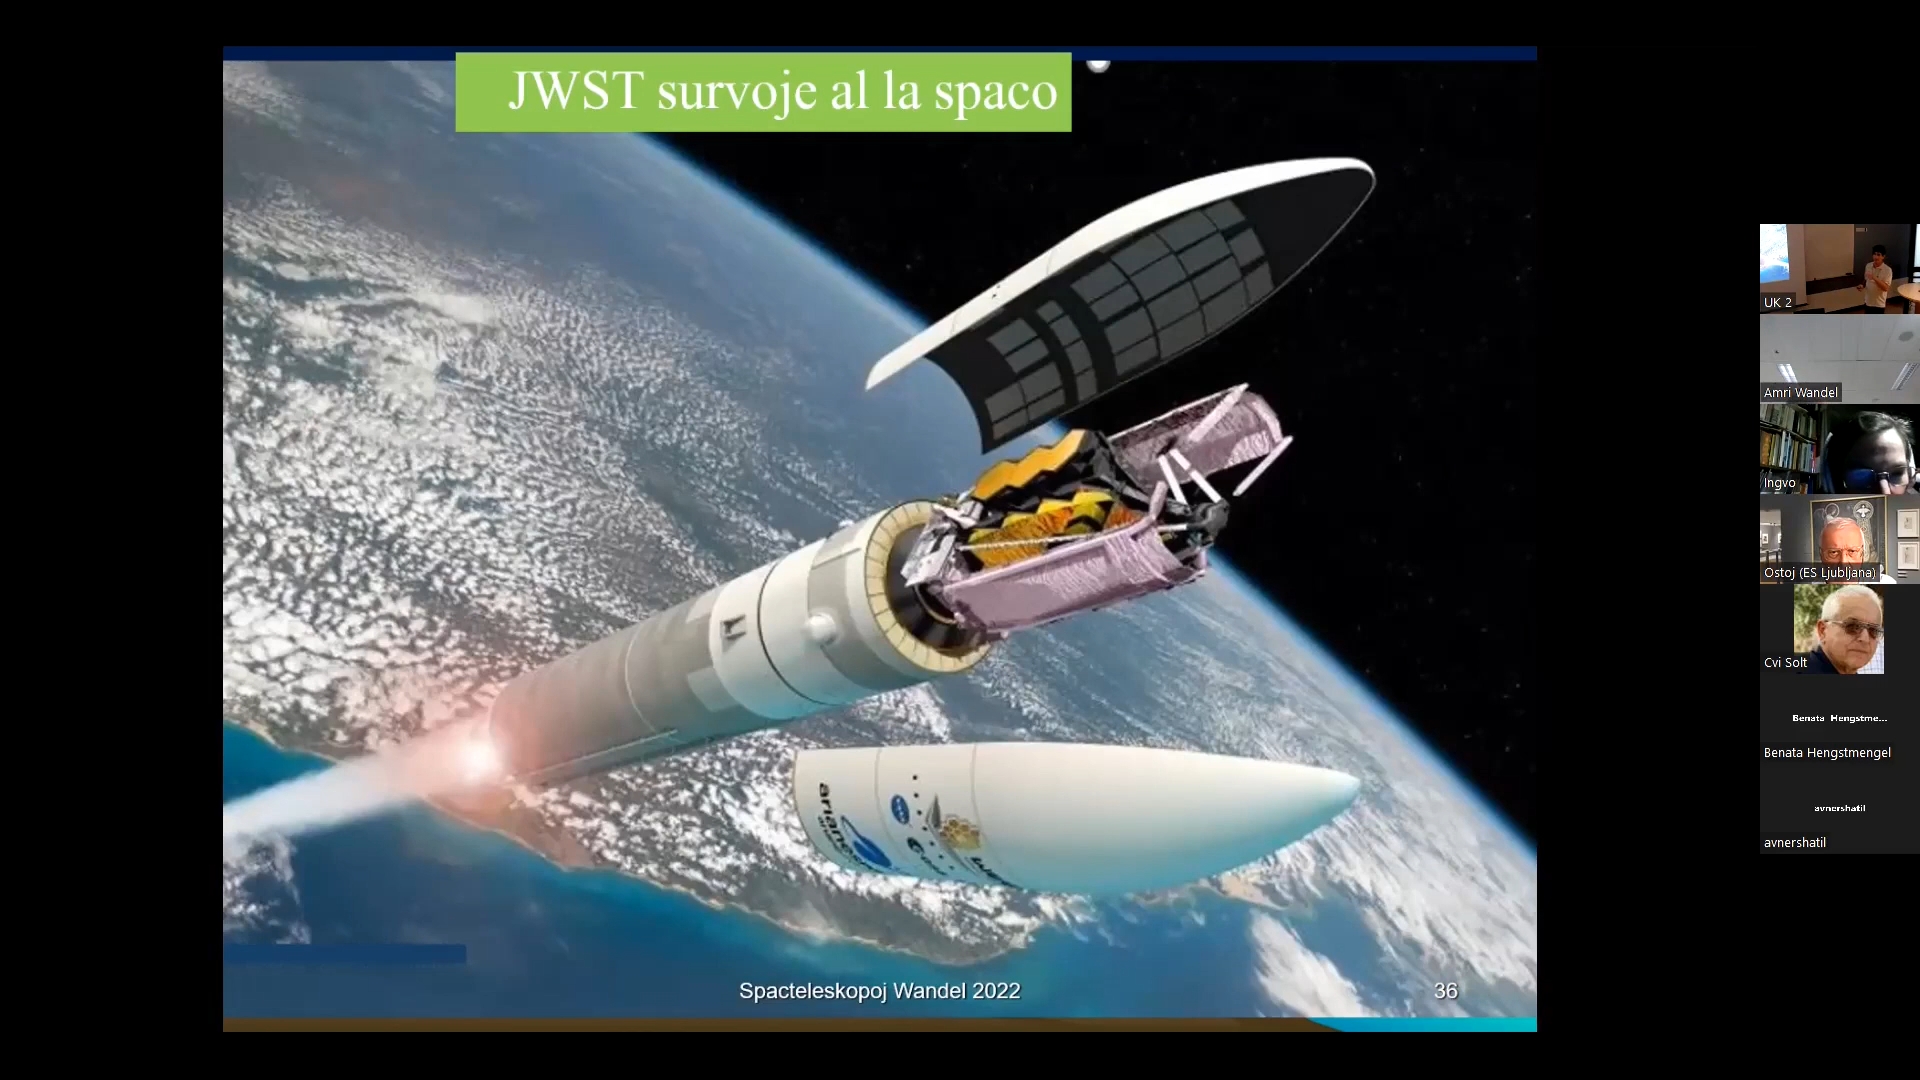 JWST survoje al la spaco
Spacteleskopoj Wandel 2022
36
UK 2
Amri Wandel
Ingvo
Ostoj (ES Ljubljana)
Cvi Solt
Benata Hengstme...
Benata Hengstmengel
avnershatil
avnershatil